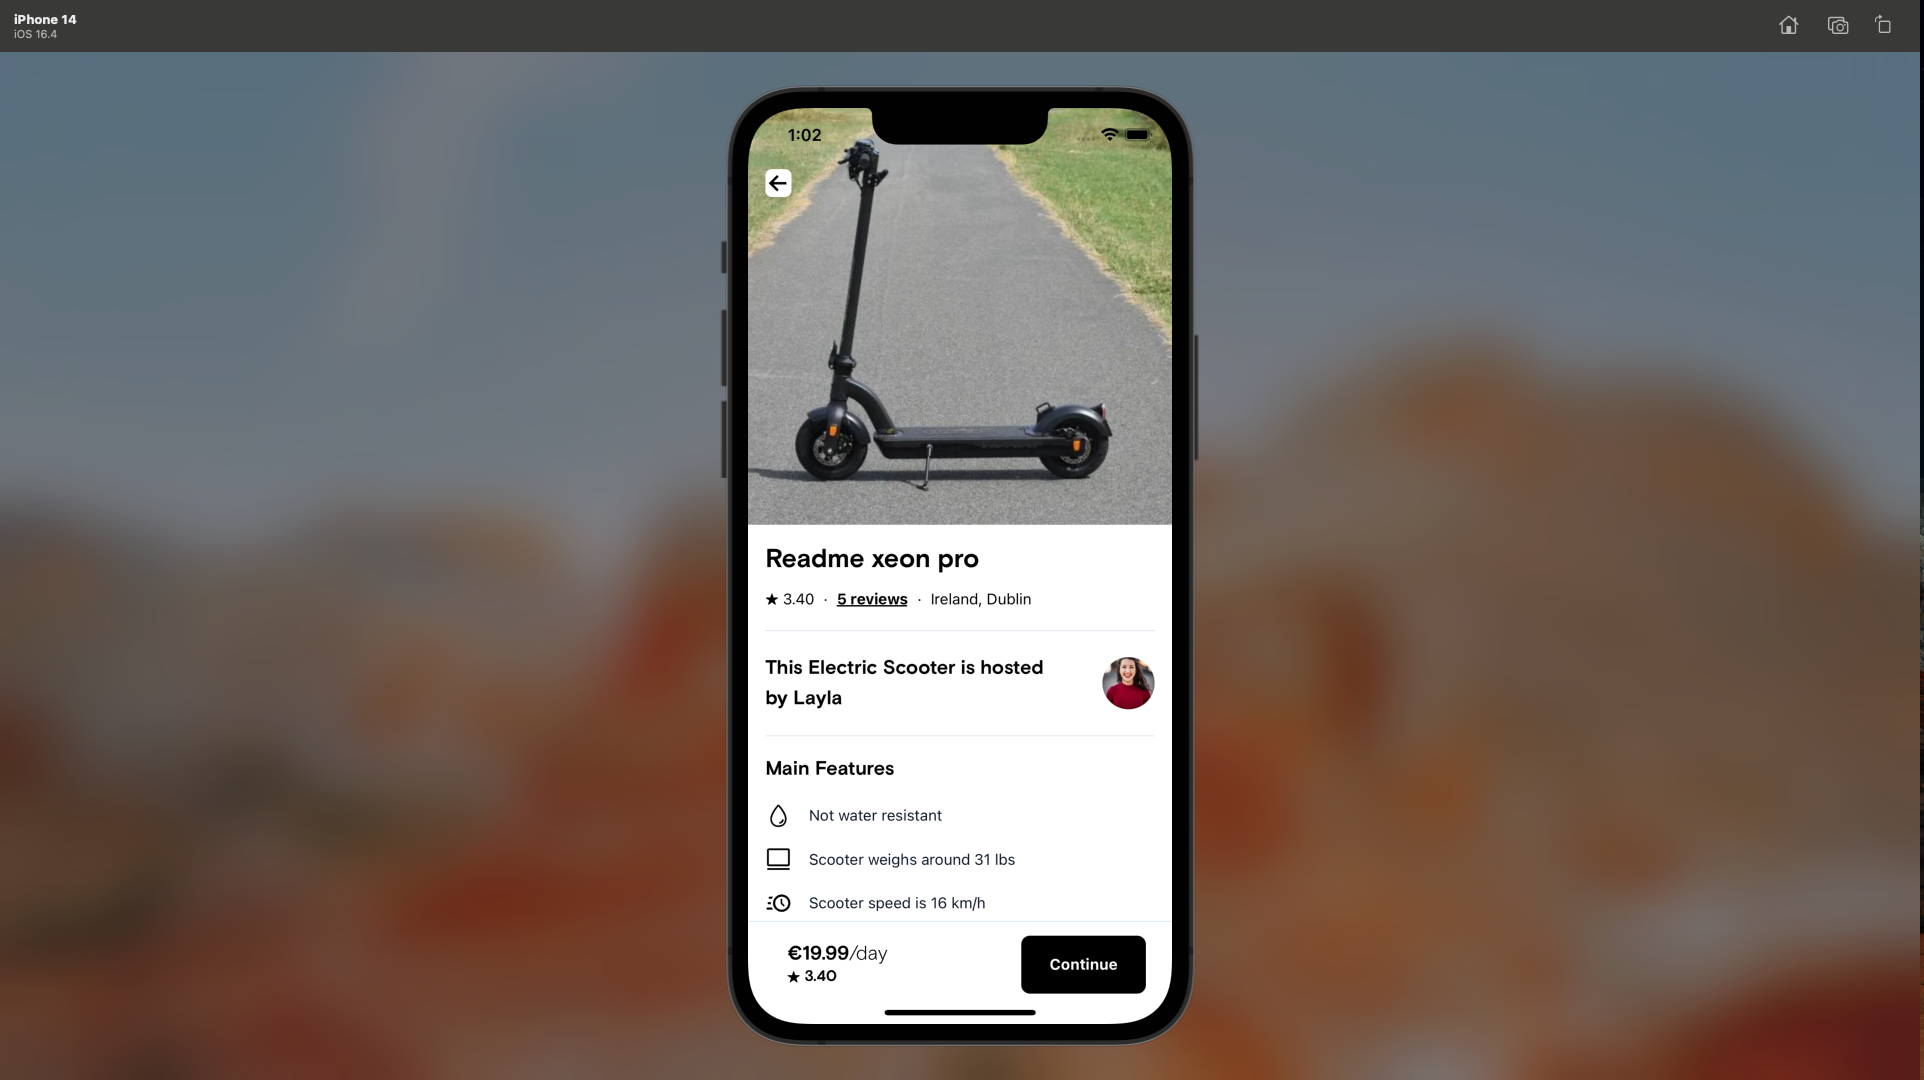 iPhone 14
iOS 16.4
1:02
Readme xeon pro
★ 3.40 · 5 reviews · Ireland, Dublin
This Electric Scooter is hosted
by Layla
Main Features
Not water resistant
Scooter weighs around 31 lbs
Scooter speed is 16 km/h
€19.99/day
★ 3.40
Continue